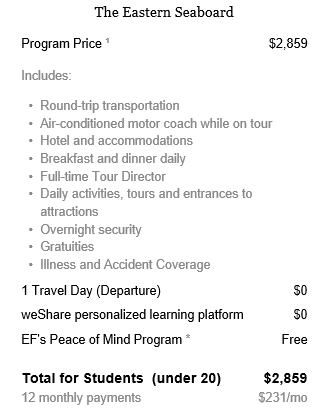 The Eastern Seaboard
Program Price ¹ $2,859
Includes:
• Round-trip transportation
• Air-conditioned motor coach while on tour
• Hotel and accommodations
• Breakfast and dinner daily
• Full-time Tour Director
• Daily activities, tours and entrances to
attractions
• Overnight security
• Gratuities
• Illness and Accident Coverage
1 Travel Day (Departure) $0
weShare personalized learning platform $0
EF's Peace of Mind Program * Free
Total for Students (under 20) $2,859
12 monthly payments $231/mo